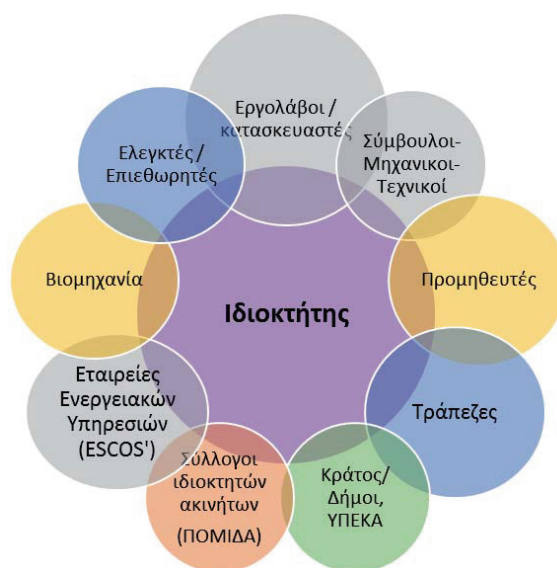 Εργολάβοι /
κατασκευαστές
Σύμβουλοι-
Μηχανικοι-
Τεχνικοί
Ελεγκτές /
Επιεθωρητές
Βιομηχανία
Ιδιοκτήτης
Προμηθευτές
Εταιρείες
Ενεργειακών
Υπηρεσιών
(ESCOS')
Τράπεζες
Σύλλογοι
ιδιοκτητών
ακινήτων
(ΠΟΜΙΔΑ)
Κράτος/
Δήμοι,
ΥΠΕΚΑ